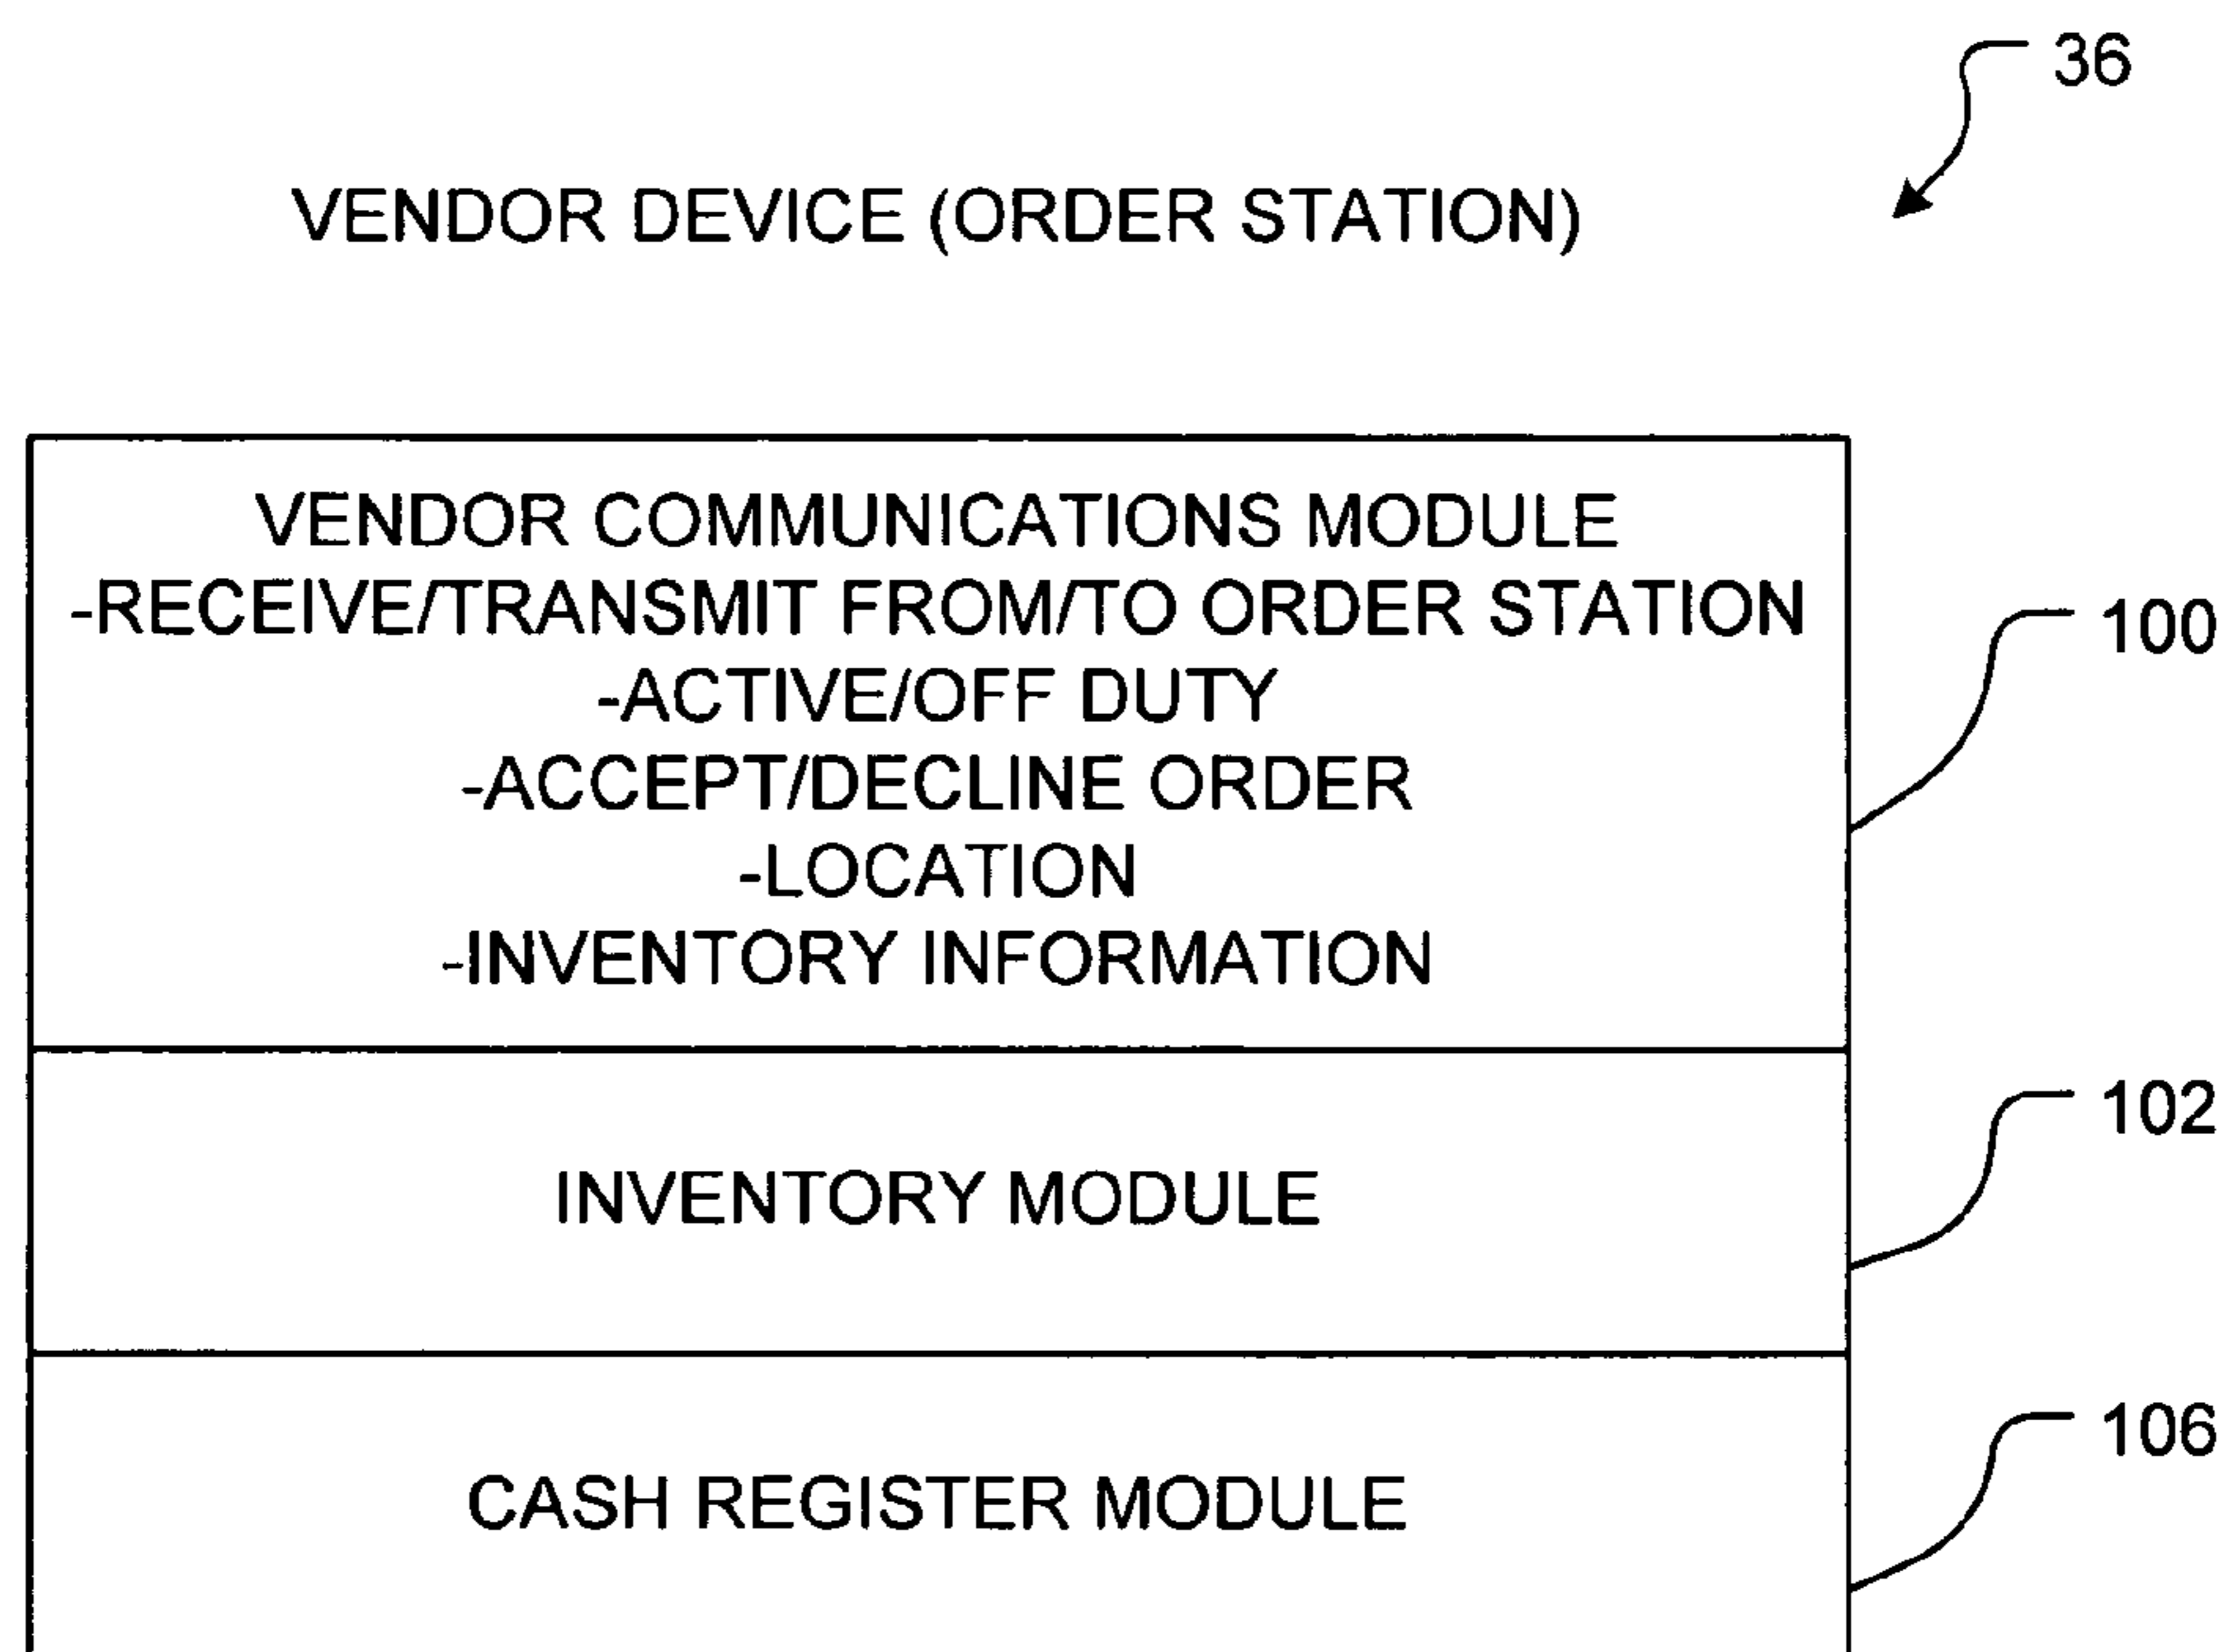 36
VENDOR DEVICE (ORDER STATION)
VENDOR COMMUNICATIONS MODULE
-RECEIVE/TRANSMIT FROM/TO ORDER STATION
-ACTIVE/OFF DUTY
-ACCEPT/DECLINE ORDER
-LOCATION
-INVENTORY INFORMATION
100
INVENTORY MODULE
102
CASH REGISTER MODULE
106